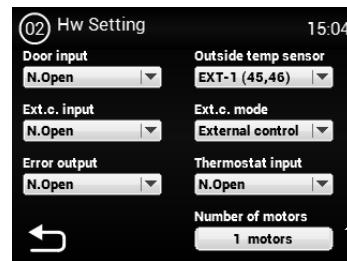 02 Hw Setting 15:04
Door input
N.Open
Outside temp sensor
EXT-1 (45,46)
Ext.c. input
N.Open
Ext.c. mode
External control
Error output
N.Open
Thermostat input
N.Open
Number of motors
1 motors